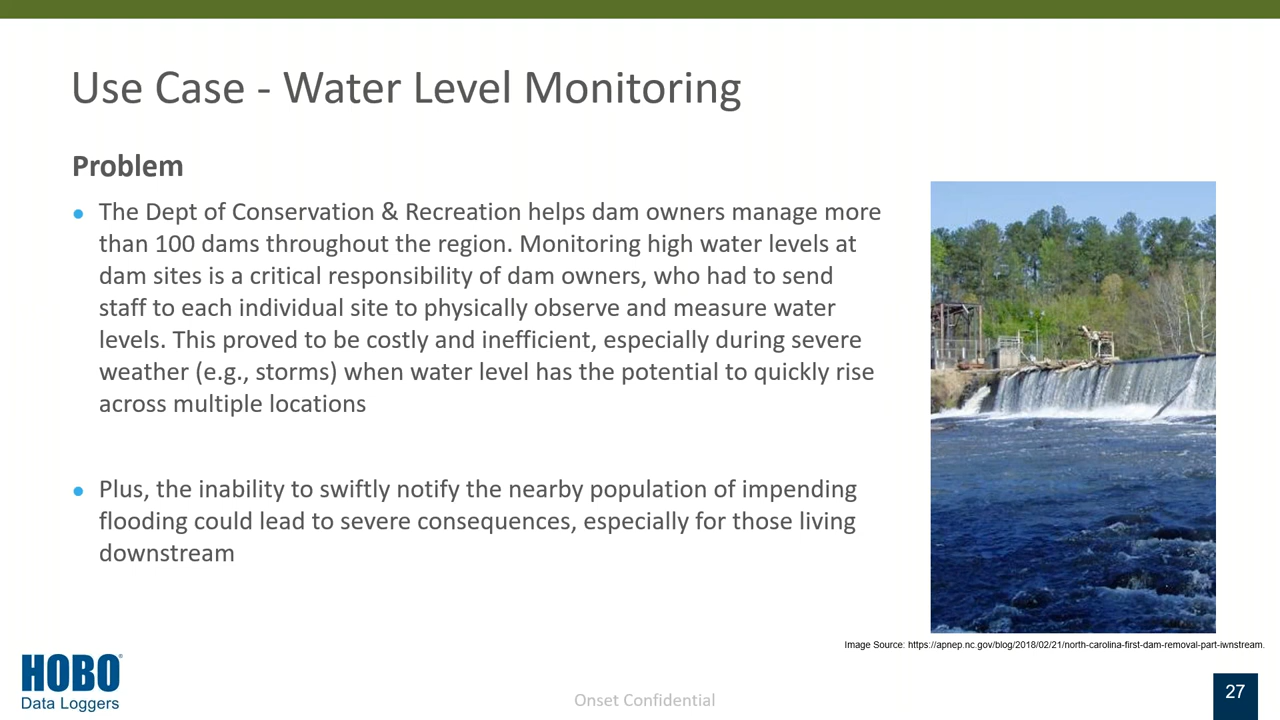 Use Case - Water Level Monitoring
Problem
● The Dept of Conservation & Recreation helps dam owners manage more
than 100 dams throughout the region. Monitoring high water levels at
dam sites is a critical responsibility of dam owners, who had to send
staff to each individual site to physically observe and measure water
levels. This proved to be costly and inefficient, especially during severe
weather (e.g., storms) when water level has the potential to quickly rise
across multiple locations
● Plus, the inability to swiftly notify the nearby population of impending
flooding could lead to severe consequences, especially for those living
downstream
Image Source: https://apnep.nc.gov/blog/2018/02/21/north-carolina-first-dam-removal-part-iwnstream.
HOBO®
Data Loggers
Onset Confidential
27